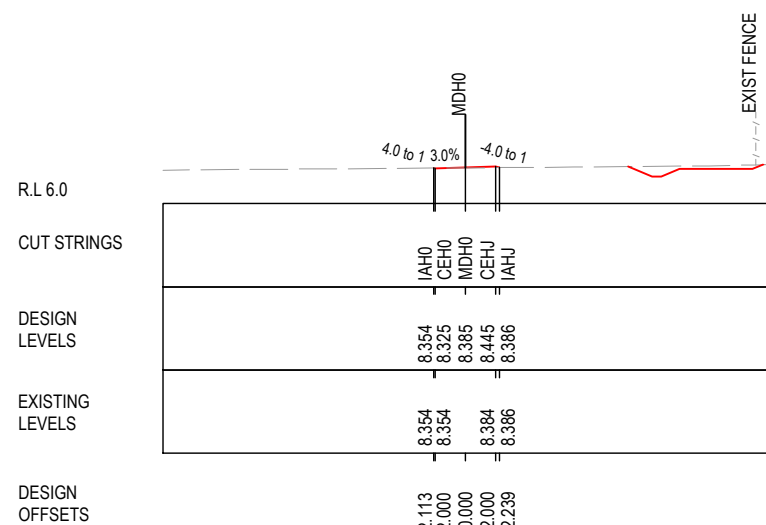 EXIST FENCE
MDH0
4.0 to 1 3.0% -4.0 to 1
R.L 6.0
CUT STRINGS
IAH0
CEH0
MDH0
CEHJ
IAHJ
DESIGN
LEVELS
8.354
8.325
8.385
8.445
8.386
EXISTING
LEVELS
8.354
8.354
8.384
8.386
DESIGN
OFFSETS